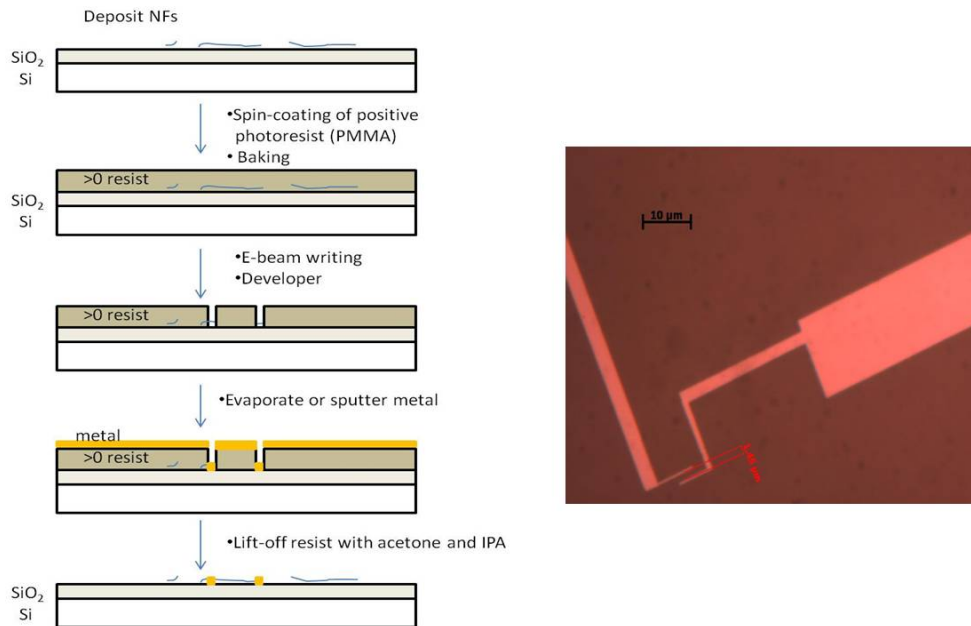 Deposit NFs
SiO2
Si
•Spin-coating of positive
photoresist (PMMA)
• Baking
>0 resist
SiO2
Si
•E-beam writing
•Developer
>0 resist
•Evaporate or sputter metal
metal
>0 resist
•Lift-off resist with acetone and IPA
SiO2
Si
10 µm
µm